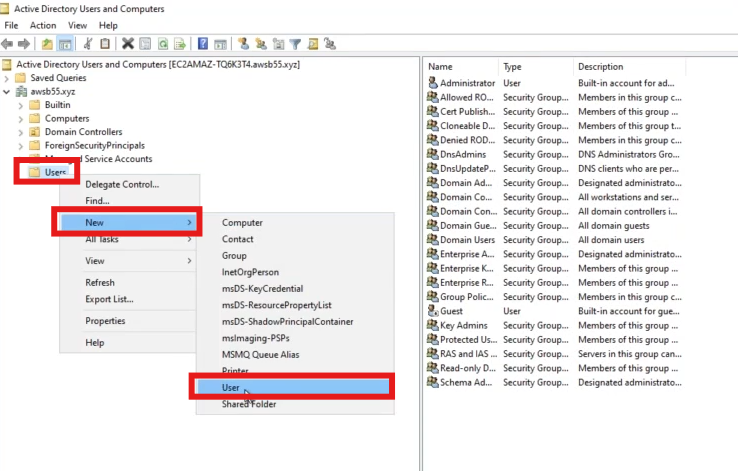 Active Directory Users and Computers
File Action View Help
Active Directory Users and Computers [EC2AMAZ-TQ6K3T4.awsb55.xyz]
Saved Queries
awsb55.xyz
Builtin
Computers
Domain Controllers
ForeignSecurityPrincipals
Service Accounts
Users
Delegate Control...
Find...
New
All Tasks
View
Refresh
Export List...
Properties
Help
Computer
Contact
Group
InetOrgPerson
msDS-KeyCredential
msDS-ResourcePropertyList
msDS-ShadowPrincipalContainer
msImaging-PSPs
MSMQ Queue Alias
Printer
User
Shared Folder
Name Type Description
Administrator User Built-in account for ad...
Allowed RO... Security Group... Members in this group c...
Cert Publish... Security Group... Members of this group ...
Cloneable D... Security Group... Members of this group t...
Denied ROD... Security Group... Members in this group c...
DnsAdmins Security Group... DNS Administrators Gro...
DnsUpdateP... Security Group... DNS clients who are per...
Domain Ad... Security Group... Designated administrato...
Domain Co... Security Group... All workstations and ser...
Domain Con... Security Group... All domain controllers i...
Domain Gue... Security Group... All domain guests
Domain Users Security Group... All domain users
Enterprise A... Security Group... Designated administrato...
Enterprise K... Security Group... Members of this group ...
Enterprise R... Security Group... Members of this group ...
Group Polic... Security Group... Members in this group c...
Guest User Built-in account for gue...
Key Admins Security Group... Members of this group ...
Protected Us... Security Group... Members of this group ...
RAS and IAS ... Security Group... Servers in this group can...
Read-only D... Security Group... Members of this group ...
Schema Ad... Security Group... Designated administrato...